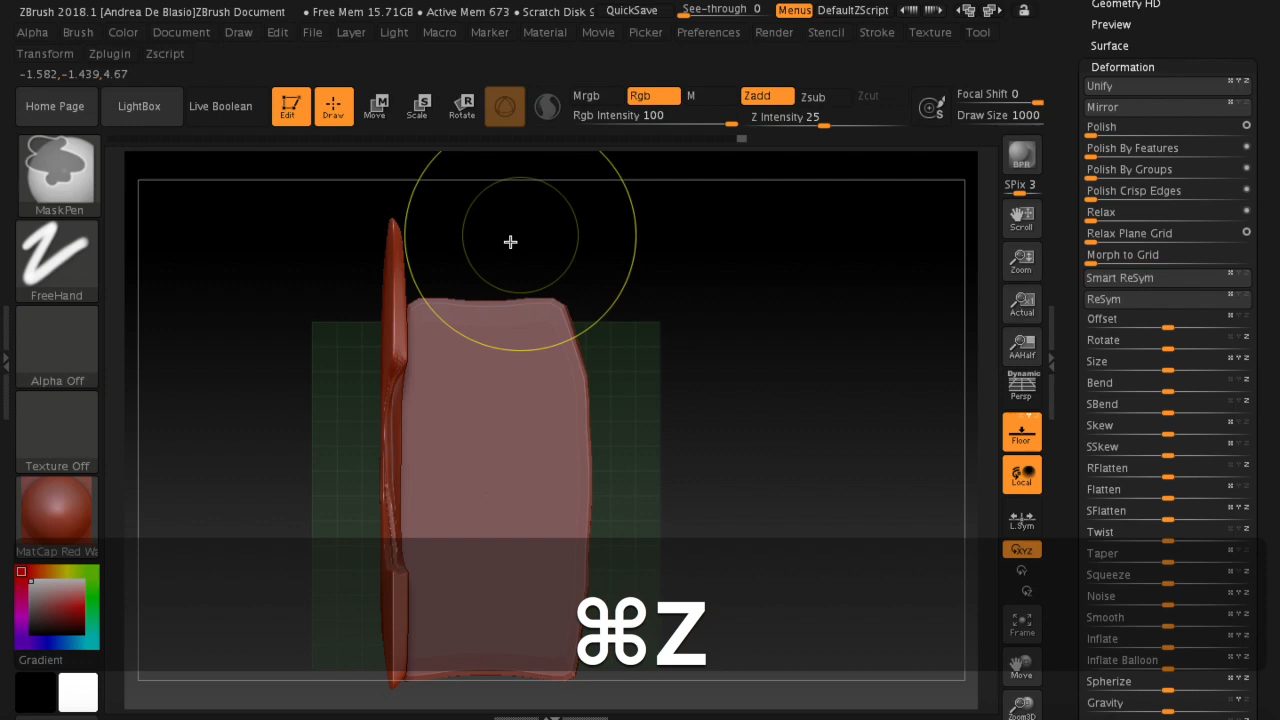 ZBrush 2018.1 [Andrea De Blasio]ZBrush Document
• Free Mem 15.71GB • Active Mem 673 • Scratch Disk 9
QuickSave
See-through 0
Menus
DefaultZScript
Alpha Brush Color Document Draw Edit File Layer Light Macro Marker Material Movie Picker Preferences Render Stencil Stroke Texture Tool
Transform Zplugin Zscript
-1.582,-1.439,4.67
Home Page
LightBox
Live Boolean
Edit
Draw
Move
Scale
Rotate
Mrgb
Rgb
M
Rgb Intensity 100
Zadd
Zsub
Zcut
Z Intensity 25
S
Focal Shift 0
Draw Size 1000
MaskPen
FreeHand
Alpha Off
Texture Off
MatCap Red Wa
Gradient
BPR
SPix 3
Scroll
Zoom
Actual
AAHalf
Dynamic
Persp
Floor
Local
L.Sym
XYZ
Y
Z
Frame
Move
Zoom3D
Geometry HD
Preview
Surface
Deformation
Unify
Mirror
Polish
Polish By Features
Polish By Groups
Polish Crisp Edges
Relax
Relax Plane Grid
Morph to Grid
Smart ReSym
ReSym
Offset
Rotate
Size
Bend
SBend
Skew
SSkew
RFlatten
Flatten
SFlatten
Twist
Taper
Squeeze
Noise
Smooth
Inflate
Inflate Balloon
Spherize
Gravity
⌘Z